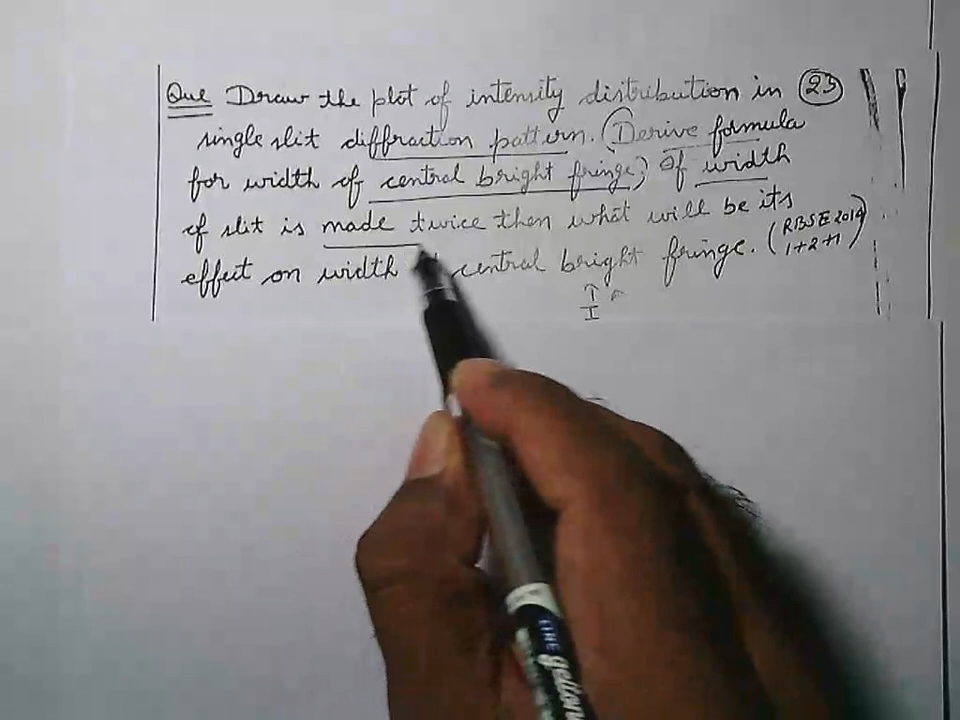 Que Draw the plot of intensity distribution in 23
single slit diffraction pattern. (Derive formula
for width of central bright fringe; of width
of slit is made twice then what will be its
effect on width central bright fringe. (RBSE 2019
1+2+1)
I